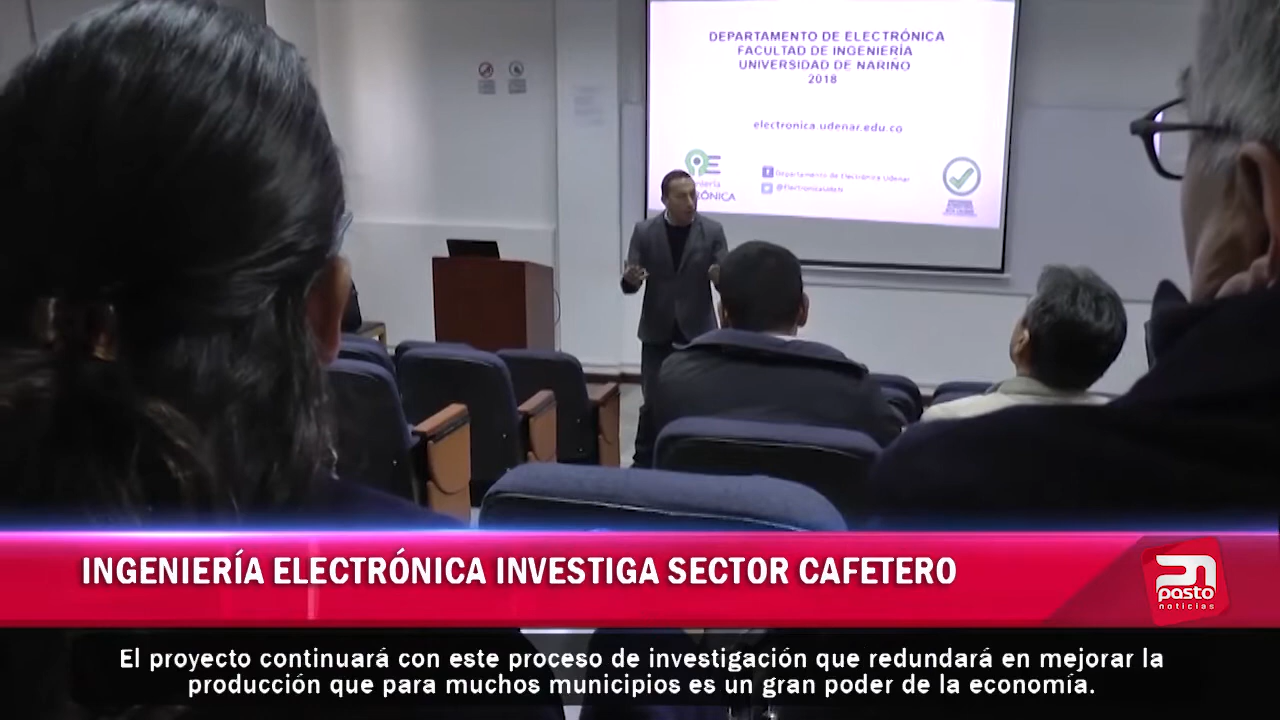 DEPARTAMENTO DE ELECTRÓNICA
FACULTAD DE INGENIERÍA
UNIVERSIDAD DE NARIÑO
2018
electronica.udenar.edu.co
Departamento de Electrónica Udenar
INGENIERÍA ELECTRÓNICA INVESTIGA SECTOR CAFETERO
pasto
noticias
El proyecto continuará con este proceso de investigación que redundará en mejorar la
producción que para muchos municipios es un gran poder de la economía.